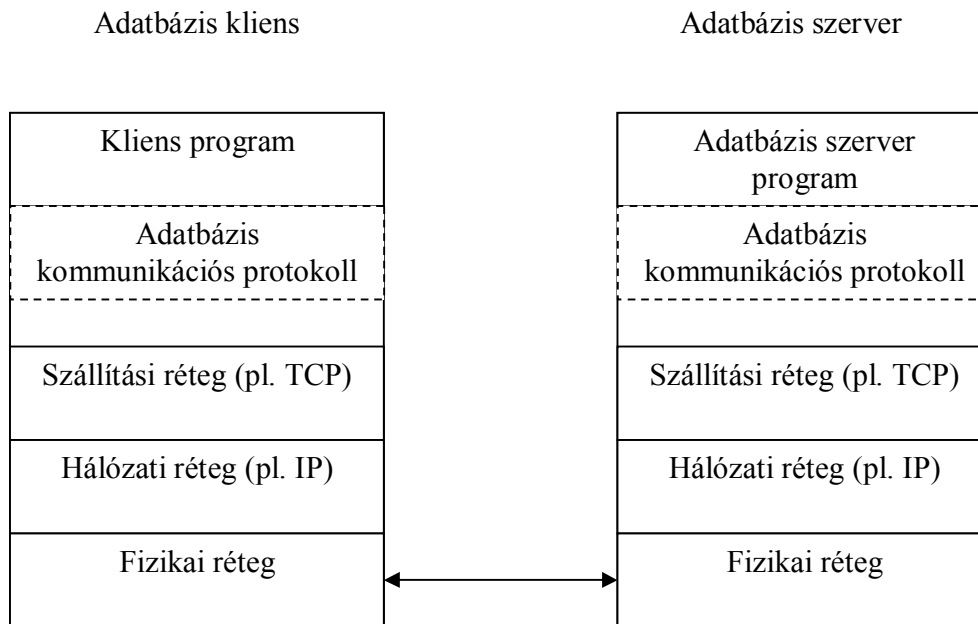 Adatbázis kliens
Adatbázis szerver
Kliens program
Adatbázis
kommunikációs protokoll
Szállítási réteg (pl. TCP)
Hálózati réteg (pl. IP)
Fizikai réteg
Adatbázis szerver
program
Adatbázis
kommunikációs protokoll
Szállítási réteg (pl. TCP)
Hálózati réteg (pl. IP)
Fizikai réteg